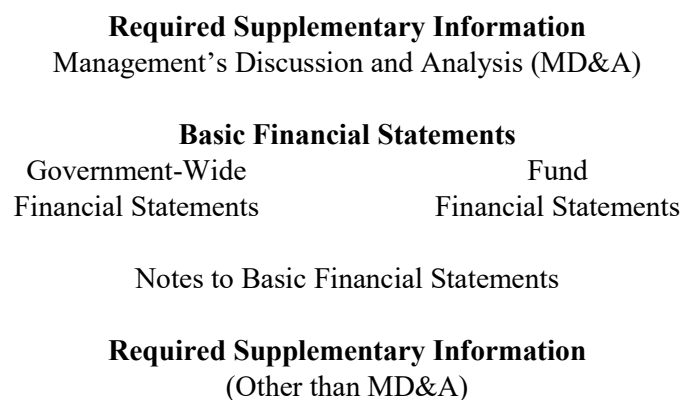 Required Supplementary Information
Management’s Discussion and Analysis (MD&A)
Basic Financial Statements
Government-Wide Fund
Financial Statements Financial Statements
Notes to Basic Financial Statements
Required Supplementary Information
(Other than MD&A)